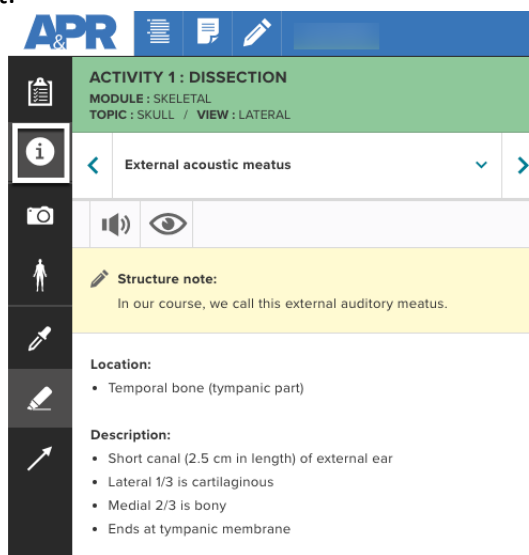 A&PR
ACTIVITY 1 : DISSECTION
MODULE : SKELETAL
TOPIC : SKULL / VIEW : LATERAL
External acoustic meatus
Structure note:
In our course, we call this external auditory meatus.
Location:
• Temporal bone (tympanic part)
Description:
• Short canal (2.5 cm in length) of external ear
• Lateral 1/3 is cartilaginous
• Medial 2/3 is bony
• Ends at tympanic membrane